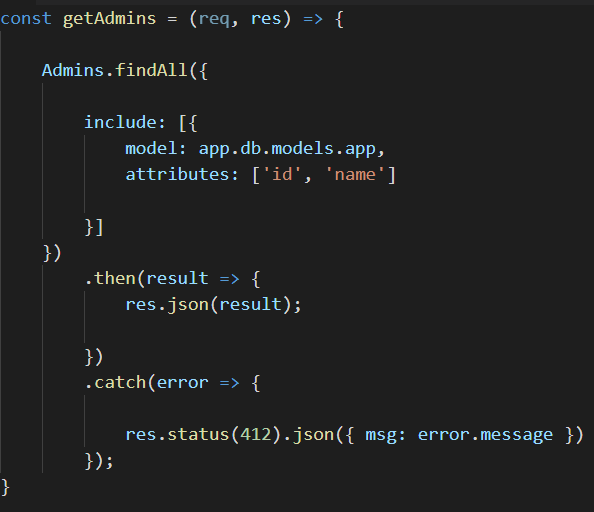 const getAdmins = (req, res) => {
Admins.findAll({
include: [{
model: app.db.models.app,
attributes: ['id', 'name']
}]
})
.then(result => {
res.json(result);
})
.catch(error => {
res.status(412).json({ msg: error.message })
});
}